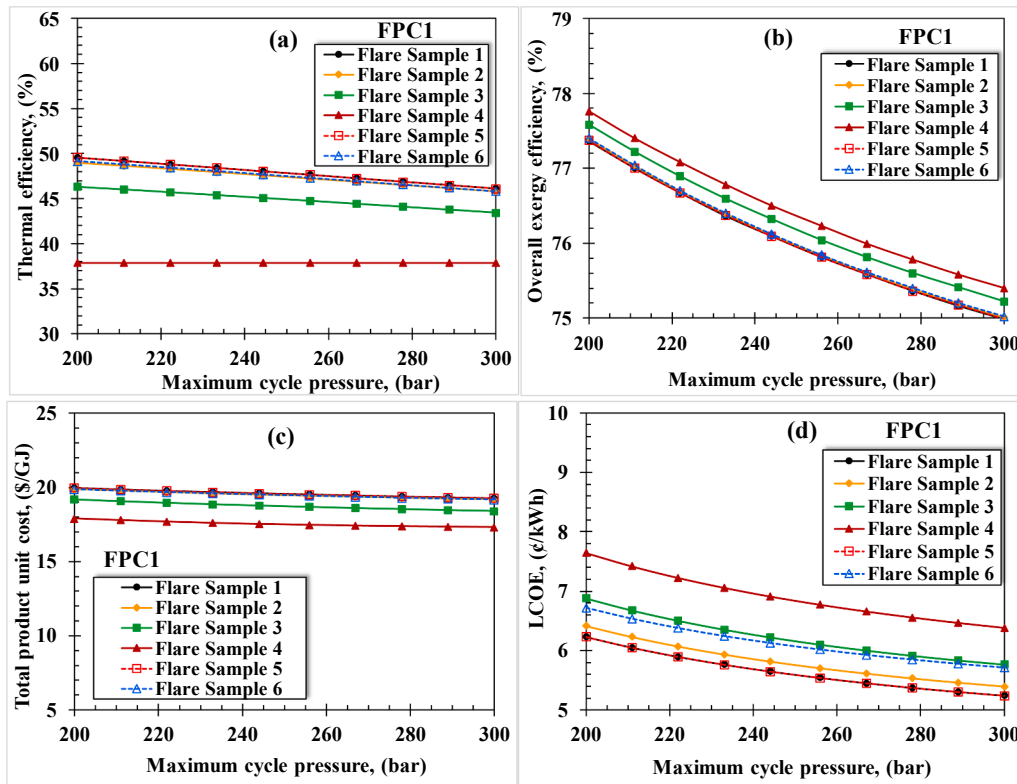 FPC1
(a)
Flare Sample 1
Flare Sample 2
Flare Sample 3
Flare Sample 4
Flare Sample 5
Flare Sample 6
Thermal efficiency, (%)
65
60
55
50
45
40
35
30
200 220 240 260 280 300
Maximum cycle pressure, (bar)
FPC1
(b)
Flare Sample 1
Flare Sample 2
Flare Sample 3
Flare Sample 4
Flare Sample 5
Flare Sample 6
Overall exergy efficiency, (%)
79
78
77
76
75
200 220 240 260 280 300
Maximum cycle pressure, (bar)
(c)
FPC1
Flare Sample 1
Flare Sample 2
Flare Sample 3
Flare Sample 4
Flare Sample 5
Flare Sample 6
Total product unit cost, ($/GJ)
25
20
15
10
5
200 220 240 260 280 300
Maximum cycle pressure, (bar)
(d)
FPC1
Flare Sample 1
Flare Sample 2
Flare Sample 3
Flare Sample 4
Flare Sample 5
Flare Sample 6
LCOE, (¢/kWh)
10
9
8
7
6
5
200 220 240 260 280 300
Maximum cycle pressure, (bar)